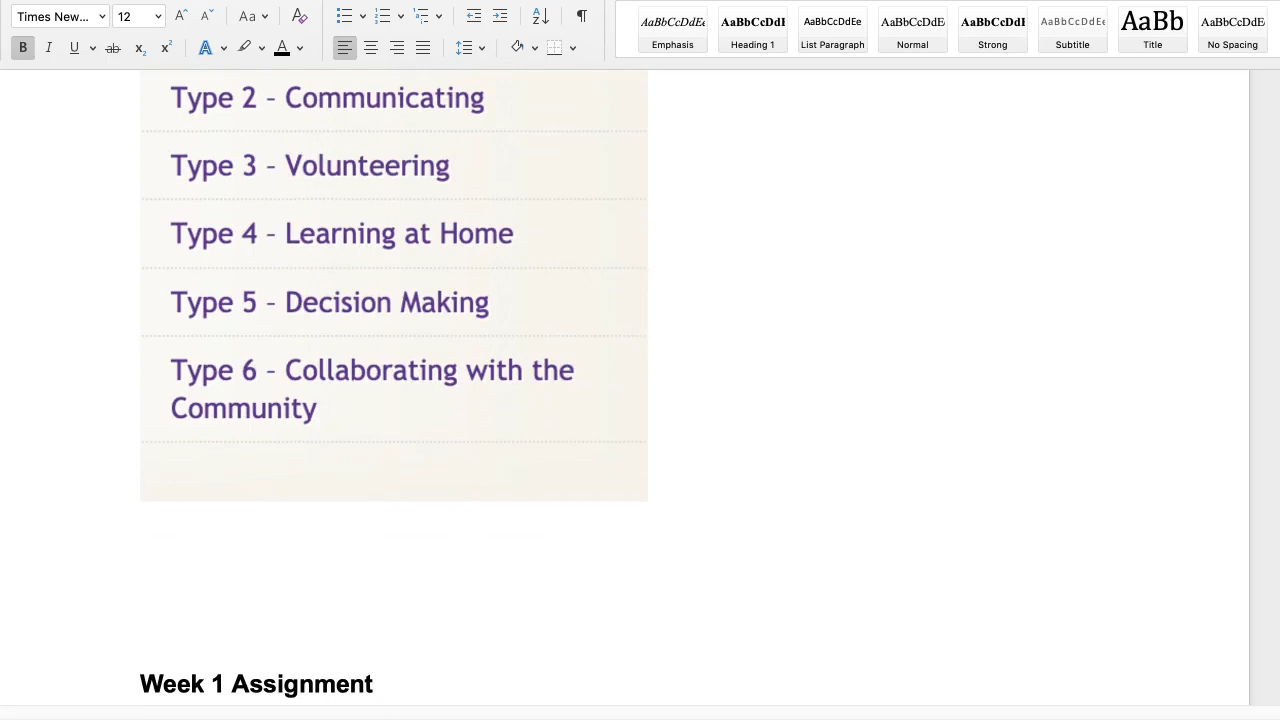 Times New...
12
A^
Aˇ
Aa
A
AaBbCcDdEe
AaBbCcDdI
AaBbCcDdEe
AaBbCcDdE
AaBbCcDdI
AaBbCcDdEe
AaBb
AaBbCcDdE
B
I
U
ab
x₂
x²
A
A
Emphasis
Heading 1
List Paragraph
Normal
Strong
Subtitle
Title
No Spacing
Type 2 – Communicating
Type 3 – Volunteering
Type 4 – Learning at Home
Type 5 – Decision Making
Type 6 – Collaborating with the
Community
Week 1 Assignment